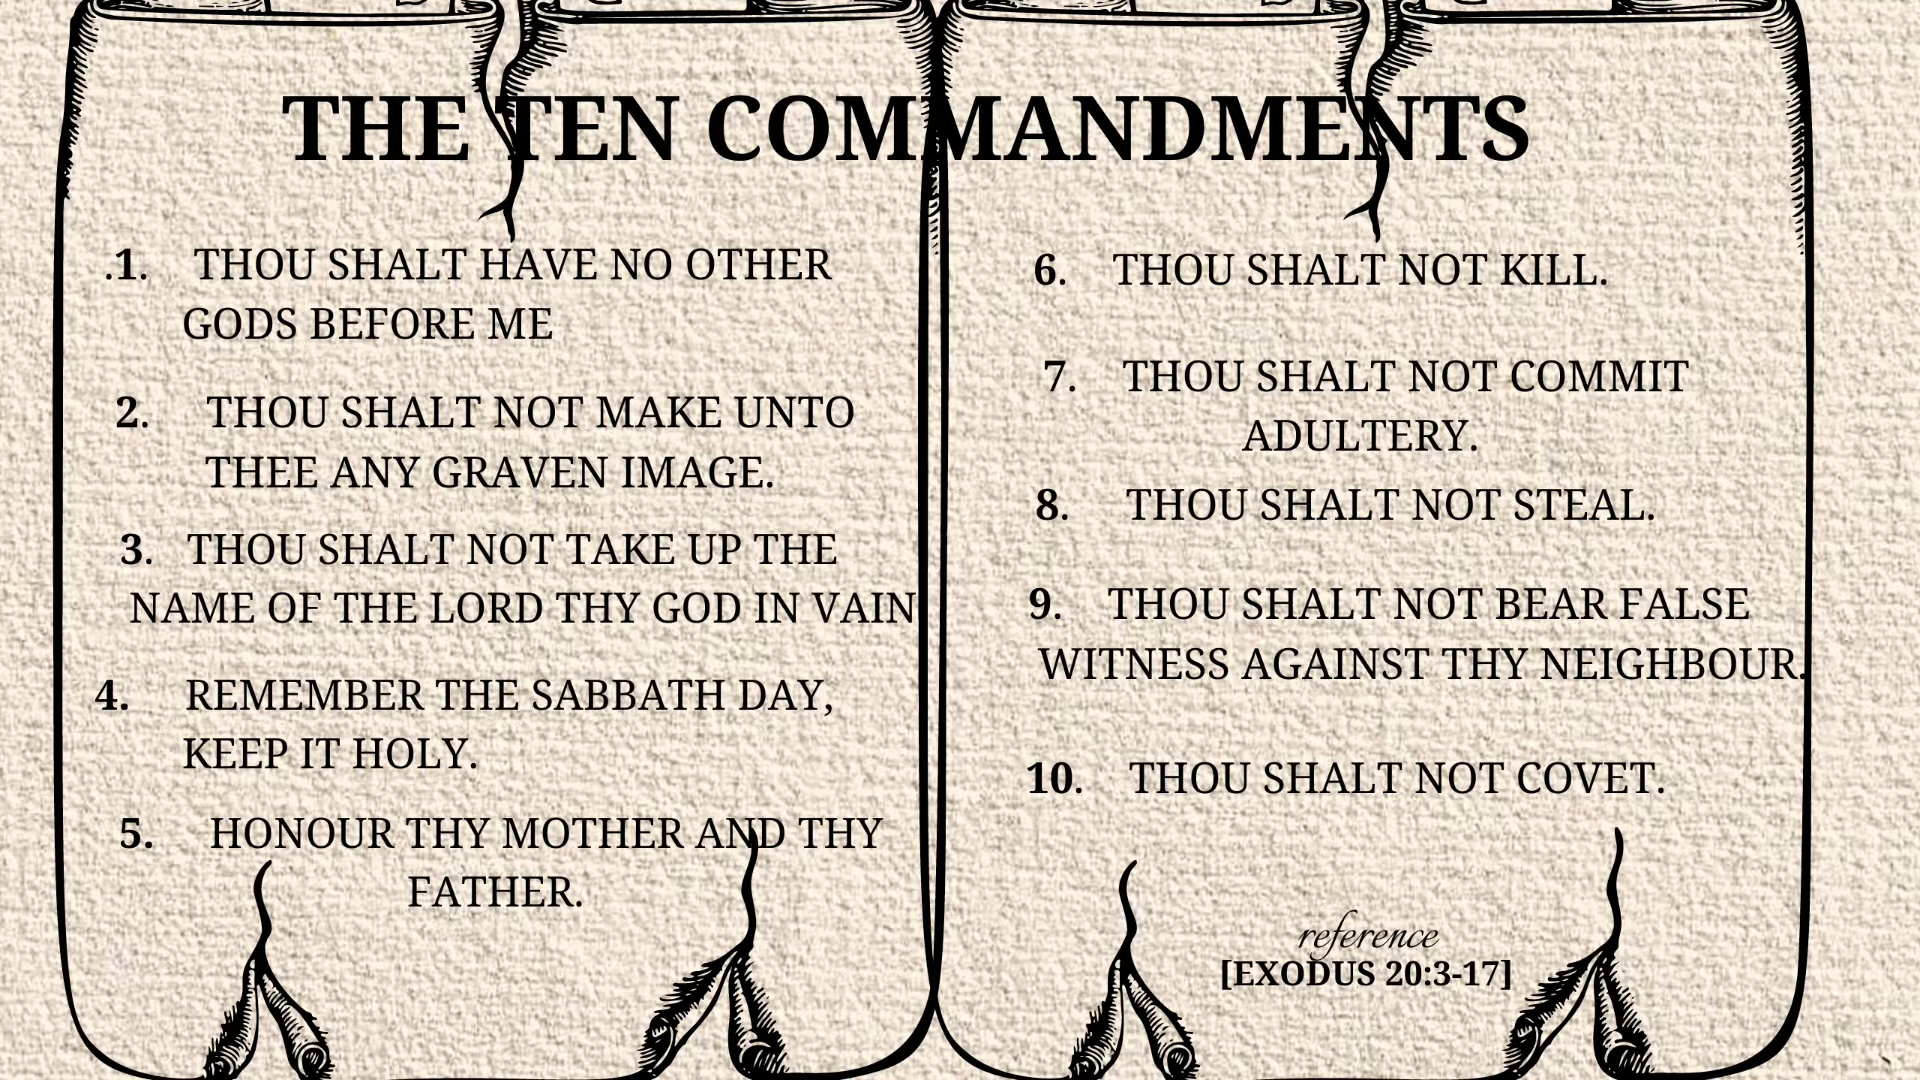 THE TEN COMMANDMENTS
.1. THOU SHALT HAVE NO OTHER
GODS BEFORE ME
2. THOU SHALT NOT MAKE UNTO
THEE ANY GRAVEN IMAGE.
3. THOU SHALT NOT TAKE UP THE
NAME OF THE LORD THY GOD IN VAIN
4. REMEMBER THE SABBATH DAY,
KEEP IT HOLY.
5. HONOUR THY MOTHER AND THY
FATHER.
6. THOU SHALT NOT KILL.
7. THOU SHALT NOT COMMIT
ADULTERY.
8. THOU SHALT NOT STEAL.
9. THOU SHALT NOT BEAR FALSE
WITNESS AGAINST THY NEIGHBOUR.
10. THOU SHALT NOT COVET.
reference
[EXODUS 20:3-17]